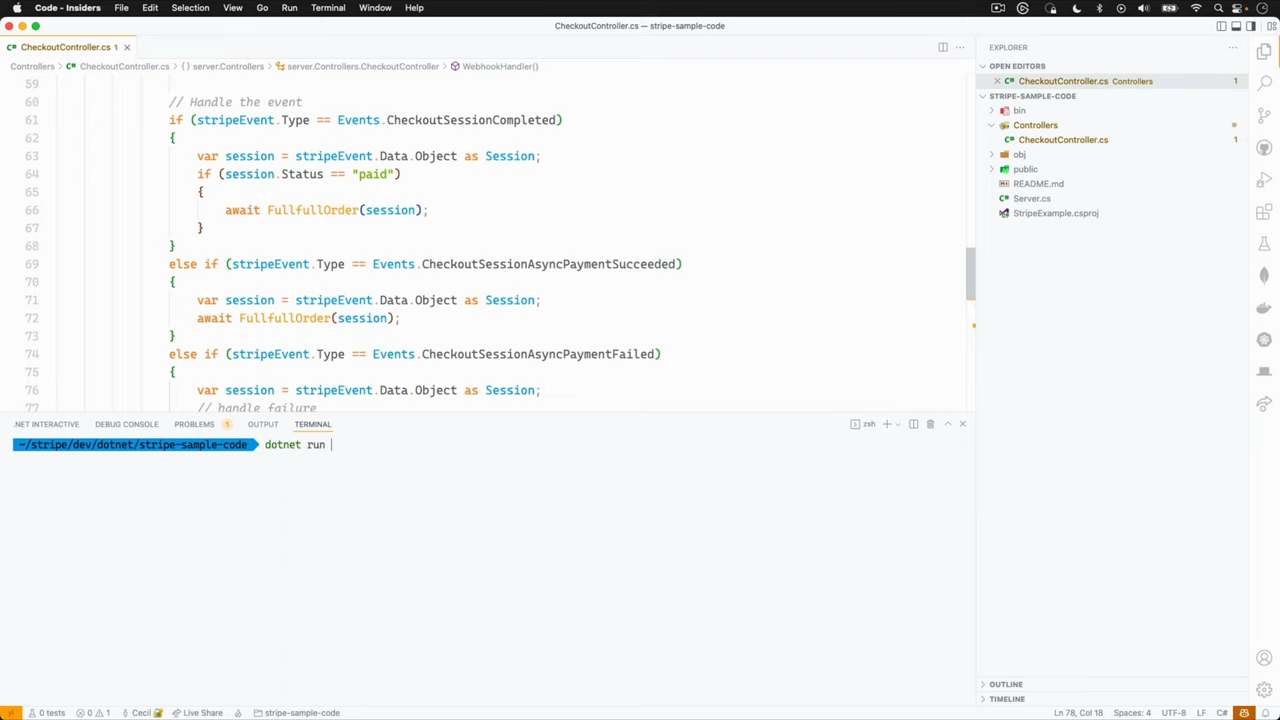 Code - Insiders File Edit Selection View Go Run Terminal Window Help
CheckoutController.cs — stripe-sample-code
CheckoutController.cs 1
Controllers > CheckoutController.cs > { } server.Controllers > server.Controllers.CheckoutController > WebhookHandler()
59
60 // Handle the event
61 if (stripeEvent.Type == Events.CheckoutSessionCompleted)
62 {
63 var session = stripeEvent.Data.Object as Session;
64 if (session.Status == "paid")
65 {
66 await FullfullOrder(session);
67 }
68 }
69 else if (stripeEvent.Type == Events.CheckoutSessionAsyncPaymentSucceeded)
70 {
71 var session = stripeEvent.Data.Object as Session;
72 await FullfullOrder(session);
73 }
74 else if (stripeEvent.Type == Events.CheckoutSessionAsyncPaymentFailed)
75 {
76 var session = stripeEvent.Data.Object as Session;
77 // handle failure
.NET INTERACTIVE DEBUG CONSOLE PROBLEMS 1 OUTPUT TERMINAL
zsh
~/stripe/dev/dotnet/stripe-sample-code dotnet run
EXPLORER
OPEN EDITORS
CheckoutController.cs Controllers 1
STRIPE-SAMPLE-CODE
bin
Controllers
CheckoutController.cs 1
obj
public
README.md
Server.cs
StripeExample.csproj
OUTLINE
TIMELINE
0 tests 0 1 Cecil Live Share stripe-sample-code
Ln 78, Col 18 Spaces: 4 UTF-8 LF C#